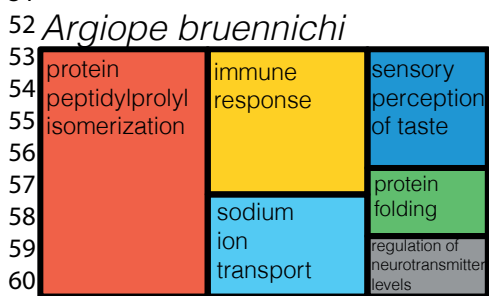 52 Argiope bruennichi
53
54
55
56
57
58
59
60
protein
peptidylprolyl
isomerization
immune
response
sodium
ion
transport
sensory
perception
of taste
protein
folding
regulation of
neurotransmitter
levels